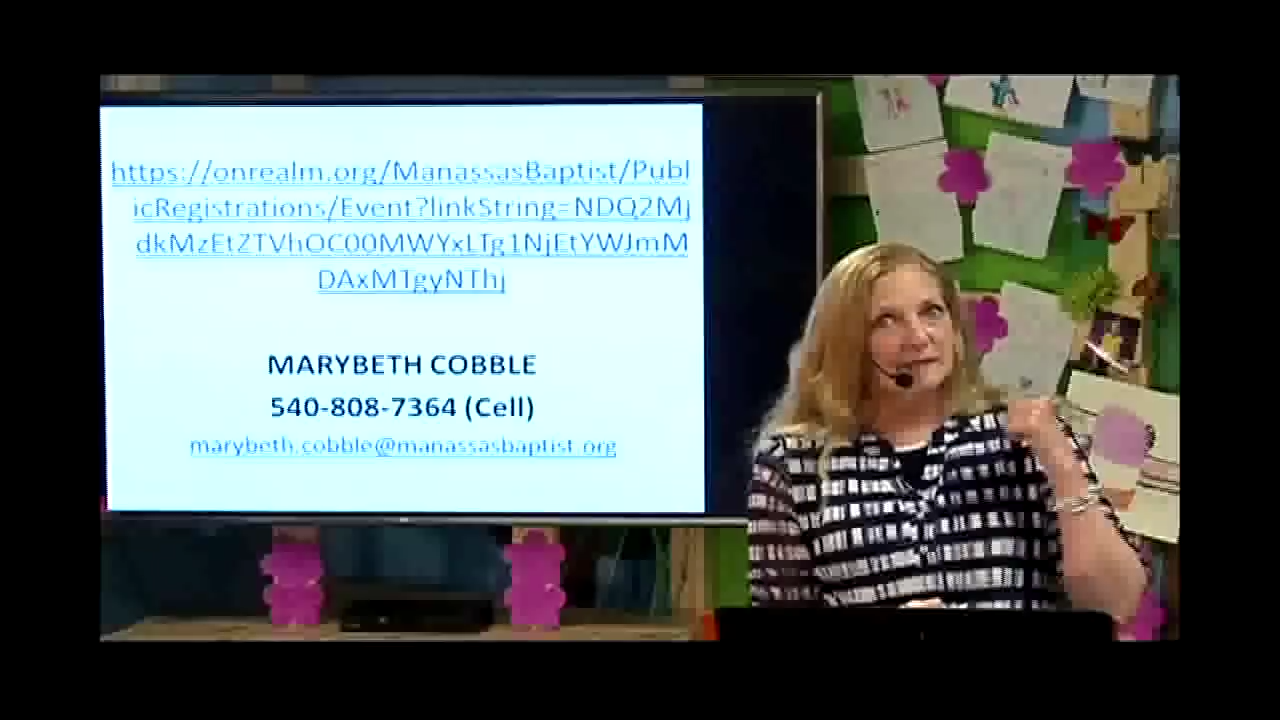 https://onrealm.org/ManassasBaptist/Publ
icRegistrations/Event?linkString=NDQ2Mj
dkMzEtZTVhOC00MWYxLTg1NjEtYWJmM
DAxMTgyNThj
MARYBETH COBBLE
540-808-7364 (Cell)
marybeth.cobble@manassasbaptist.org